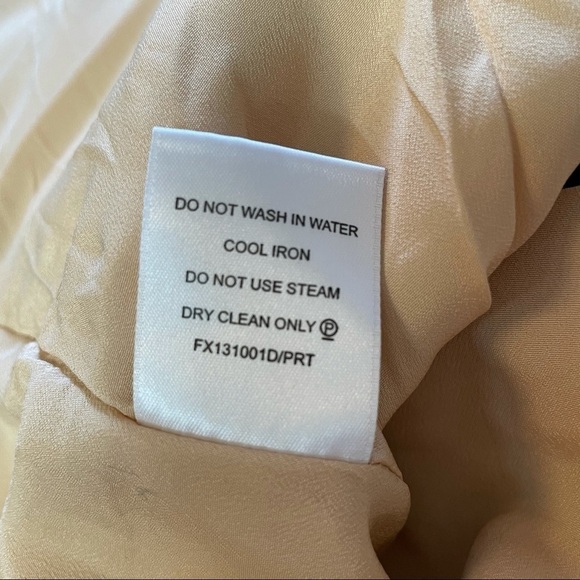 DO NOT WASH IN WATER
COOL IRON
DO NOT USE STEAM
DRY CLEAN ONLY Ⓟ
FX131001D/PRT